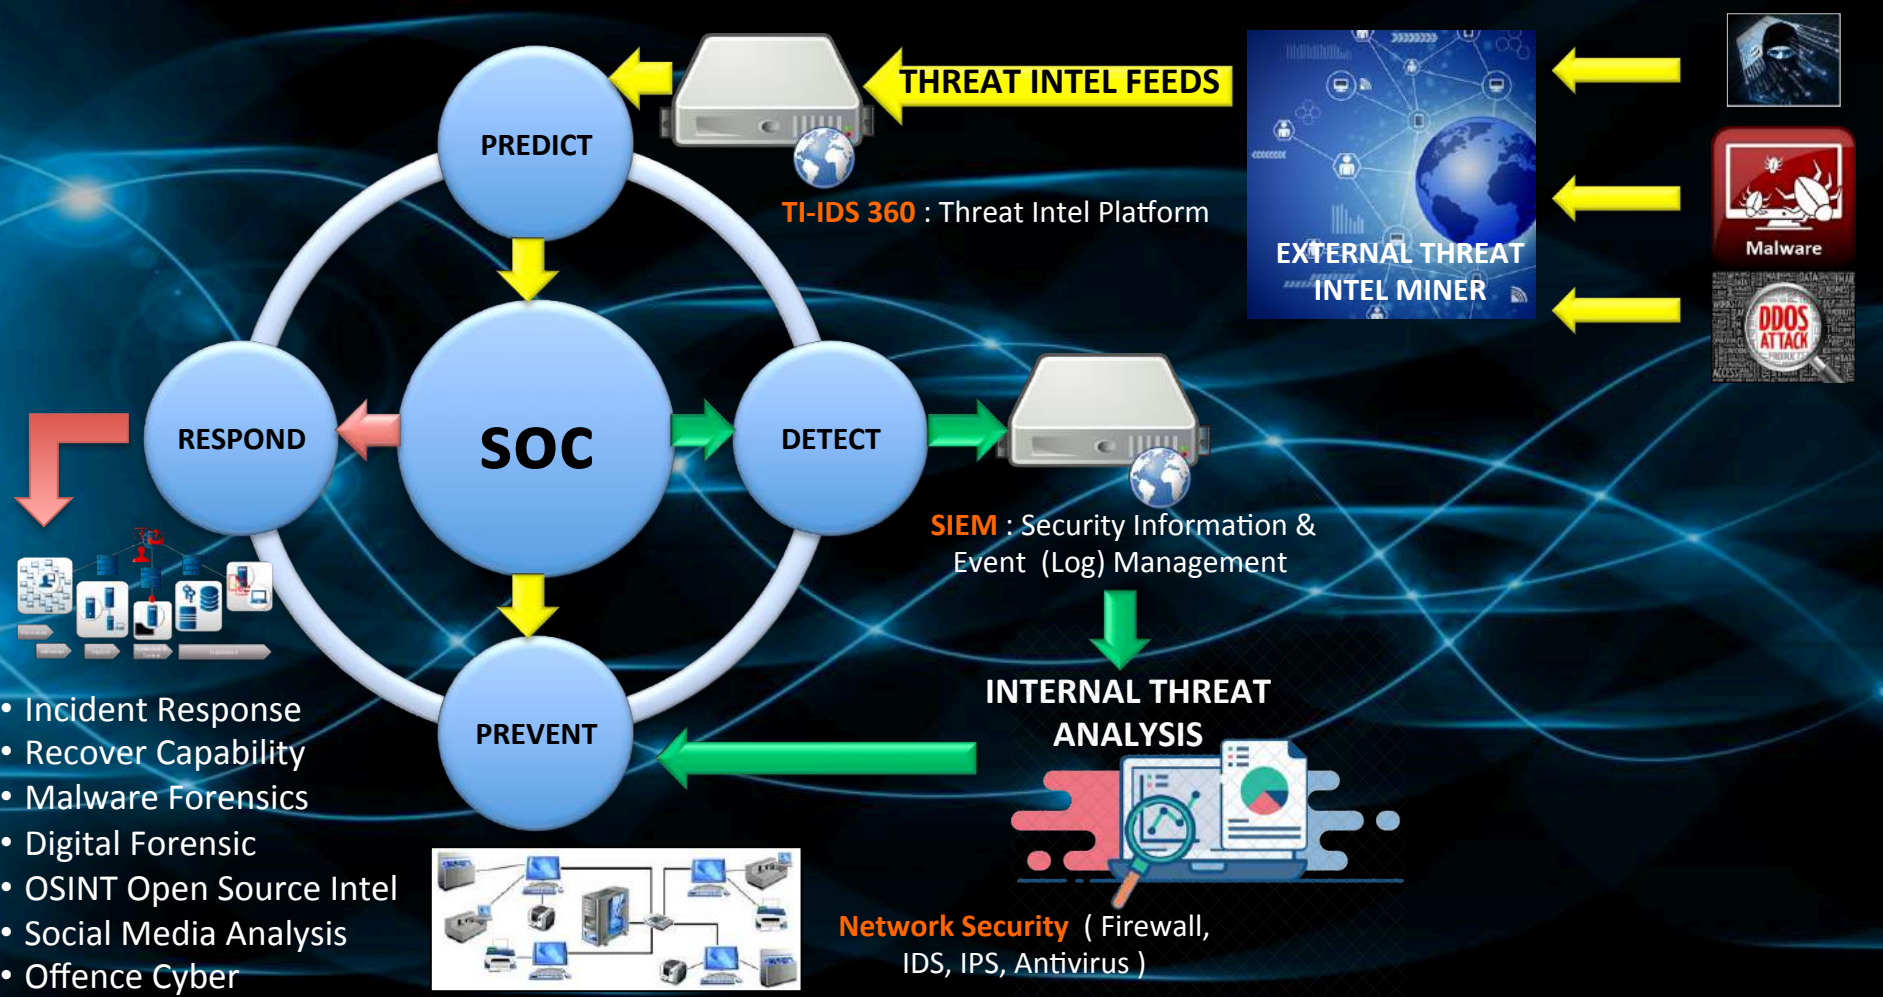 THREAT INTEL FEEDS
PREDICT
TI-IDS 360 : Threat Intel Platform
EXTERNAL THREAT
INTEL MINER
Malware
DDOS
ATTACK
RESPOND
SOC
DETECT
SIEM : Security Information &
Event (Log) Management
INTERNAL THREAT
ANALYSIS
PREVENT
• Incident Response
• Recover Capability
• Malware Forensics
• Digital Forensic
• OSINT Open Source Intel
• Social Media Analysis
• Offence Cyber
Network Security ( Firewall,
IDS, IPS, Antivirus )